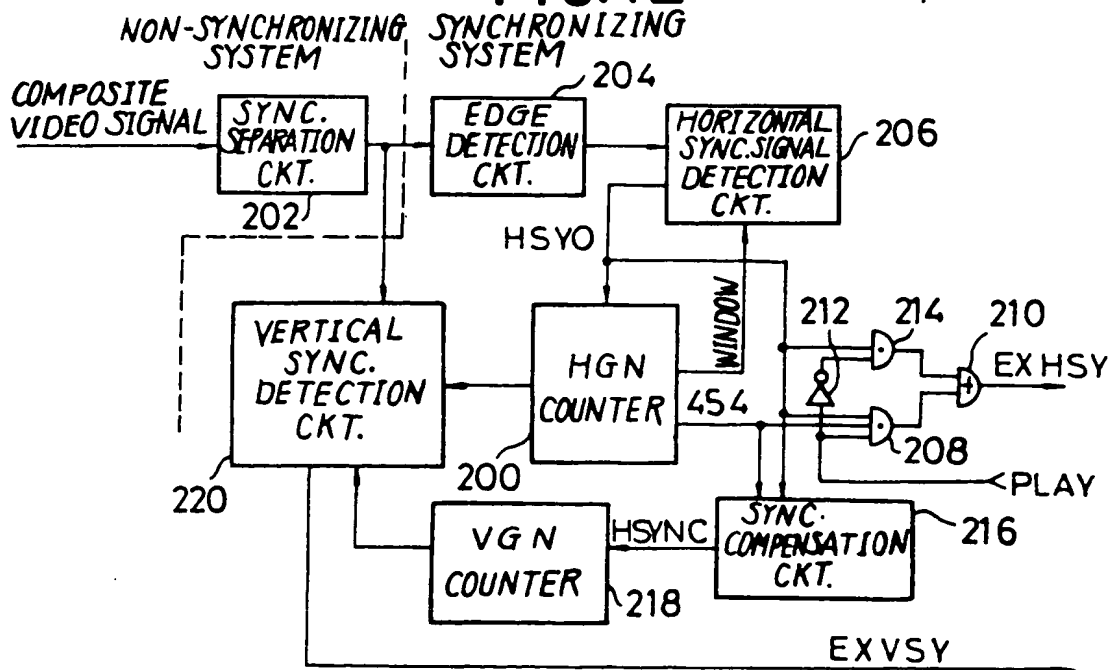 NON-SYNCHRONIZING
SYSTEM
SYNCHRONIZING
SYSTEM
COMPOSITE
VIDEO SIGNAL
SYNC.
SEPARATION
CKT.
202
EDGE
DETECTION
CKT.
204
HORIZONTAL
SYNC. SIGNAL
DETECTION
CKT.
206
HSYO
WINDOW
VERTICAL
SYNC.
DETECTION
CKT.
220
HGN
COUNTER
200
454
212
214
210
EXHSY
208
PLAY
VGN
COUNTER
218
HSYNC
SYNC.
COMPENSATION
CKT.
216
EXVSY